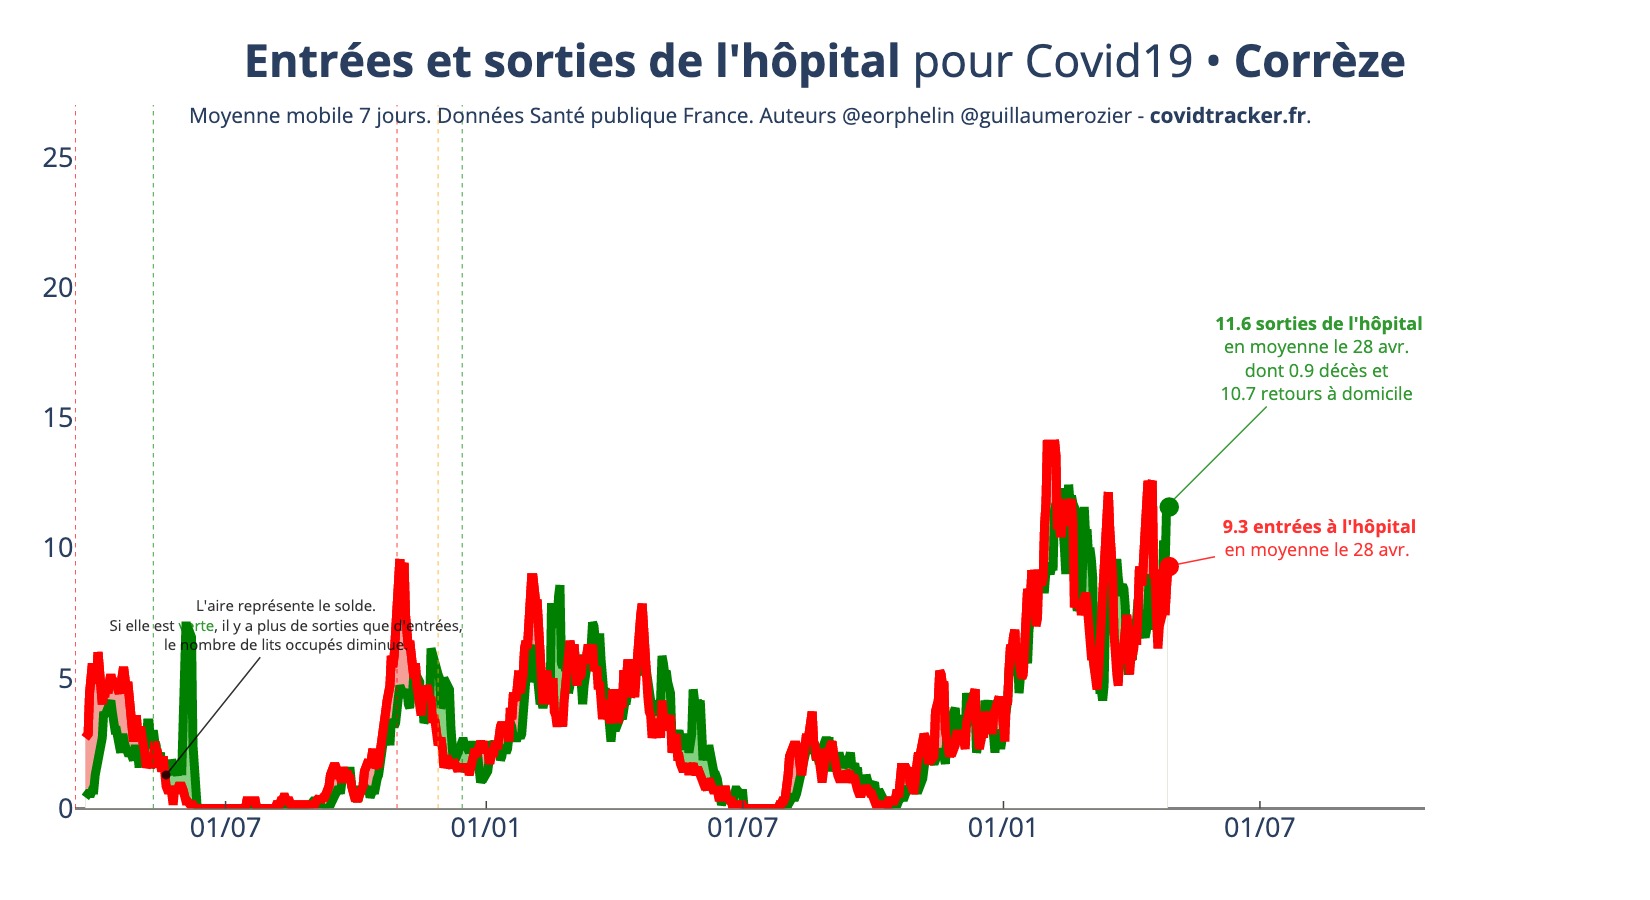 Entrées et sorties de l'hôpital pour Covid19 • Corrèze
Moyenne mobile 7 jours. Données Santé publique France. Auteurs @eorphelin @guillaumerozier - covidtracker.fr.
25
20
15
10
5
0
11.6 sorties de l'hôpital
en moyenne le 28 avr.
dont 0.9 décès et
10.7 retours à domicile
9.3 entrées à l'hôpital
en moyenne le 28 avr.
L'aire représente le solde.
Si elle est verte, il y a plus de sorties que d'entrées,
le nombre de lits occupés diminue.
01/07
01/01
01/07
01/01
01/07